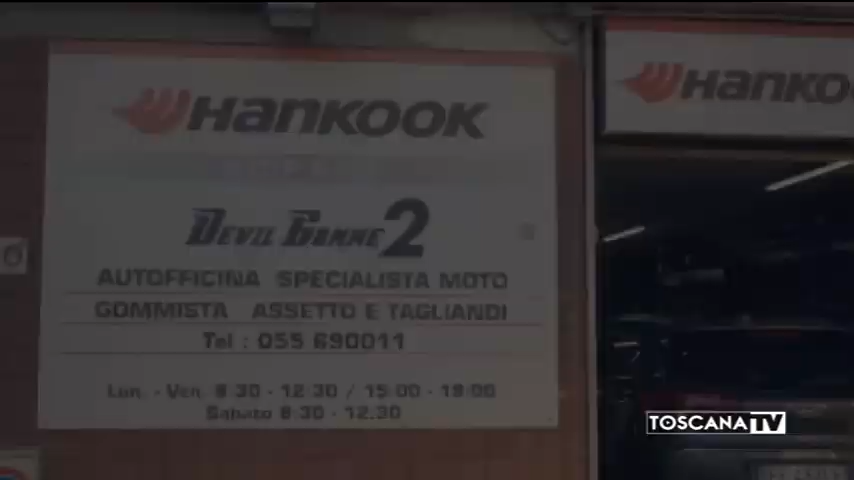 HANKOOK
HANKO
DEVIL GOMME 2
AUTOFFICINA SPECIALISTA MOTO
GOMMISTA ASSETTO E TAGLIANDI
Tel : 055 690011
Lun. - Ven. 8:30 - 12:30 / 15:00 - 19:00
Sabato 8:30 - 12.30
TOSCANA TV